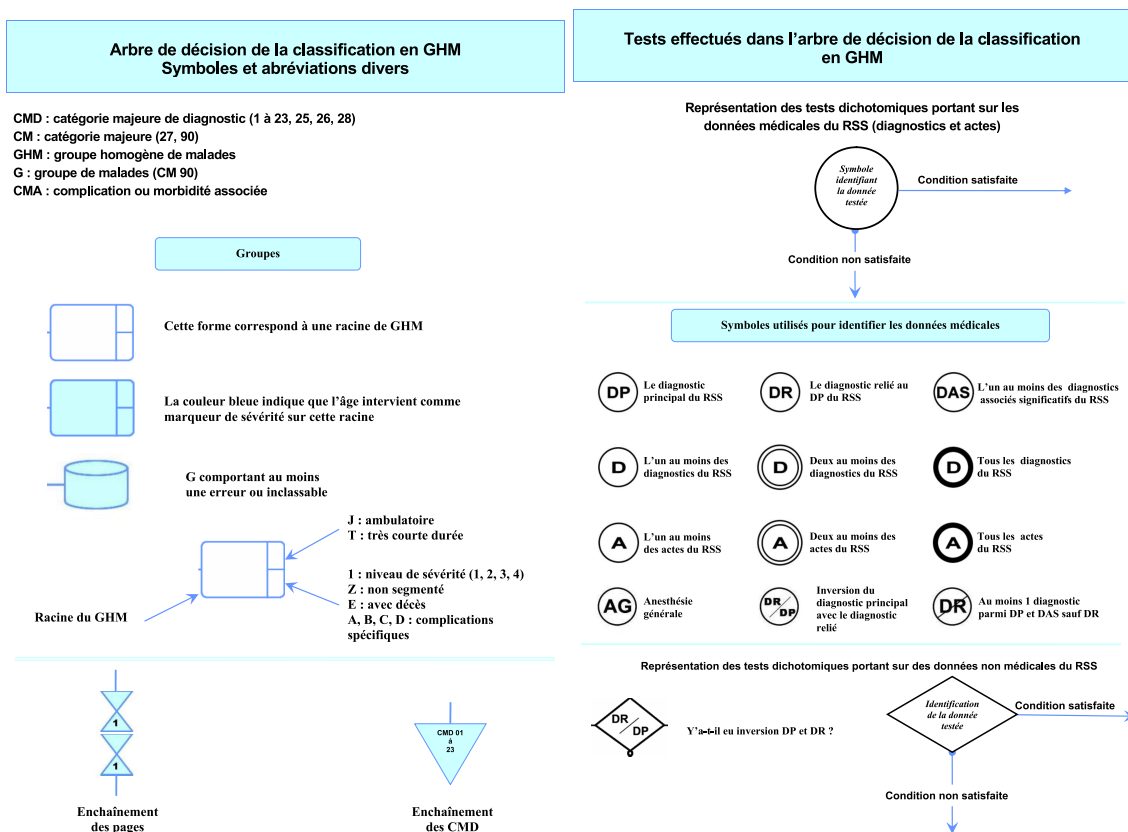 Arbre de décision de la classification en GHM
Symboles et abréviations divers
CMD : catégorie majeure de diagnostic (1 à 23, 25, 26, 28)
CM : catégorie majeure (27, 90)
GHM : groupe homogène de malades
G : groupe de malades (CM 90)
CMA : complication ou morbidité associée
Groupes
Cette forme correspond à une racine de GHM
La couleur bleue indique que l'âge intervient comme
marqueur de sévérité sur cette racine
G comportant au moins
une erreur ou inclassable
J : ambulatoire
T : très courte durée
1 : niveau de sévérité (1, 2, 3, 4)
Z : non segmenté
E : avec décès
A, B, C, D : complications
spécifiques
Racine du GHM
1
1
Enchaînement
des pages
CMD 01
à
23
Enchaînement
des CMD
Tests effectués dans l'arbre de décision de la classification
en GHM
Représentation des tests dichotomiques portant sur les
données médicales du RSS (diagnostics et actes)
Symbole
identifiant
la donnée
testée
Condition satisfaite
Condition non satisfaite
Symboles utilisés pour identifier les données médicales
DP
Le diagnostic
principal du RSS
DR
Le diagnostic relié au
DP du RSS
DAS
L'un au moins des diagnostics
associés significatifs du RSS
D
L'un au moins des
diagnostics du RSS
D
Deux au moins des
diagnostics du RSS
D
Tous les diagnostics
du RSS
A
L'un au moins
des actes du RSS
A
Deux au moins des
actes du RSS
A
Tous les actes
du RSS
AG
Anesthésie
générale
DR/DP
Inversion du
diagnostic principal
avec le diagnostic
relié
DR
Au moins 1 diagnostic
parmi DP et DAS sauf DR
Représentation des tests dichotomiques portant sur des données non médicales du RSS
DR/DP
Y'a-t-il eu inversion DP et DR ?
Identification
de la donnée
testée
Condition satisfaite
Condition non satisfaite